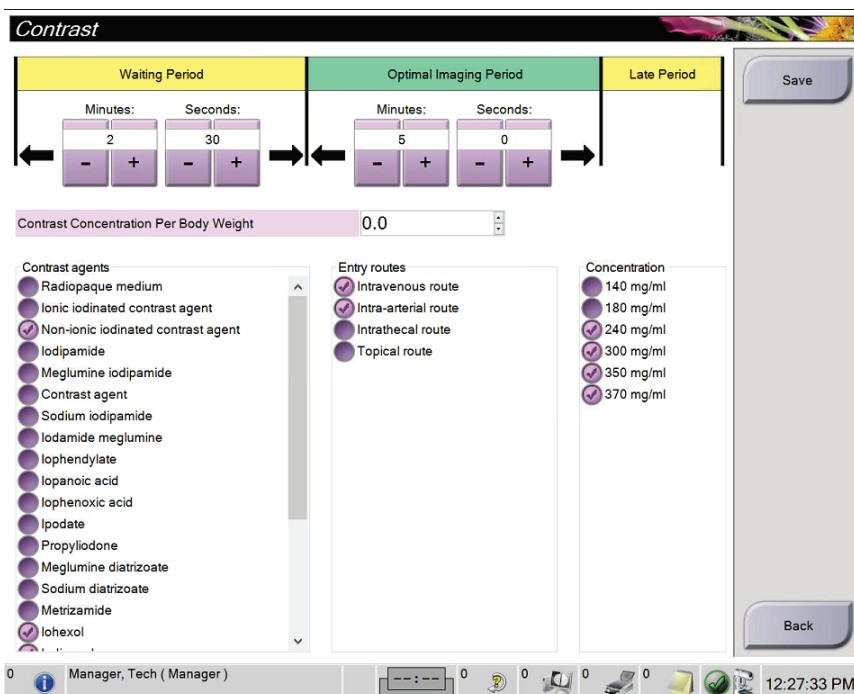 Contrast
Waiting Period
Optimal Imaging Period
Late Period
Save
Minutes:
Seconds:
Minutes:
Seconds:
2
30
5
0
- + - + - + - +
Contrast Concentration Per Body Weight
0.0
Contrast agents
Radiopaque medium
Ionic iodinated contrast agent
Non-ionic iodinated contrast agent
Iodipamide
Meglumine iodipamide
Contrast agent
Sodium iodipamide
Iodamide meglumine
Iophendylate
Iopanoic acid
Iophenoxic acid
Ipodate
Propyliodone
Meglumine diatrizoate
Sodium diatrizoate
Metrizamide
Iohexol
Entry routes
Intravenous route
Intra-arterial route
Intrathecal route
Topical route
Concentration
140 mg/ml
180 mg/ml
240 mg/ml
300 mg/ml
350 mg/ml
370 mg/ml
Back
0
Manager, Tech ( Manager )
--:--
0
0
0
0
12:27:33 PM